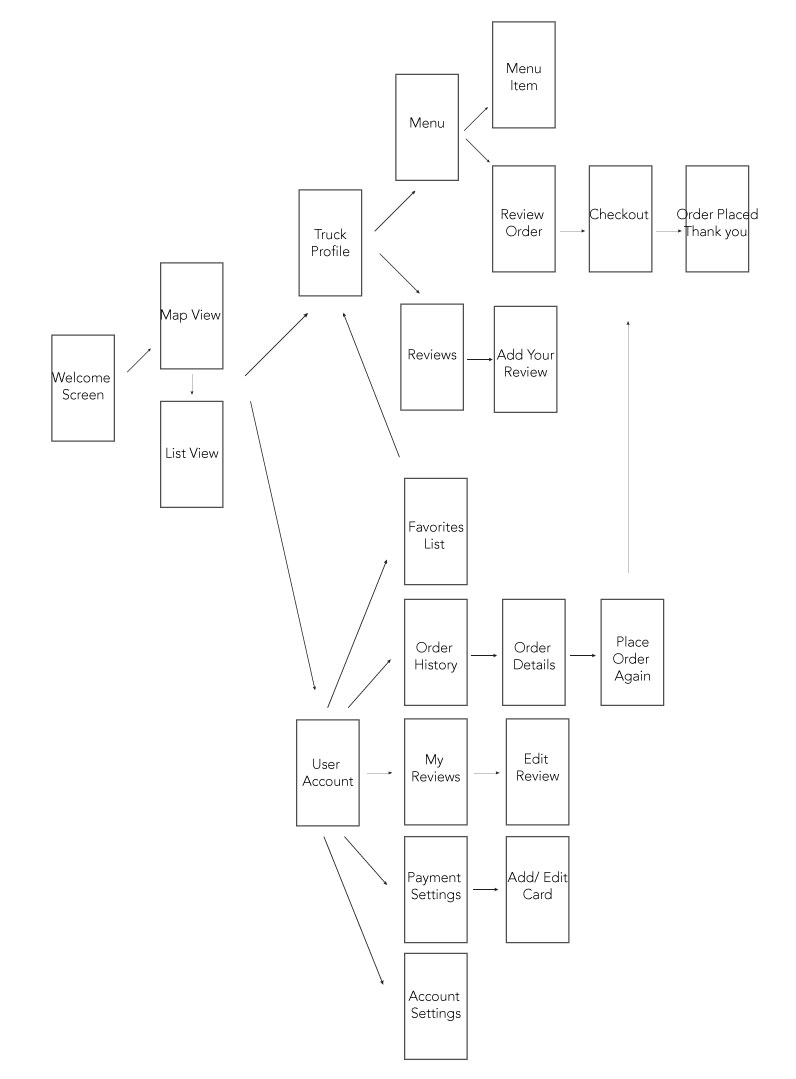 Menu
Item
Menu
Review
Order
Checkout
Order Placed
Thank you
Truck
Profile
Map View
Reviews
Add Your
Review
Welcome
Screen
List View
Favorites
List
Order
History
Order
Details
Place
Order
Again
User
Account
My
Reviews
Edit
Review
Payment
Settings
Add/ Edit
Card
Account
Settings